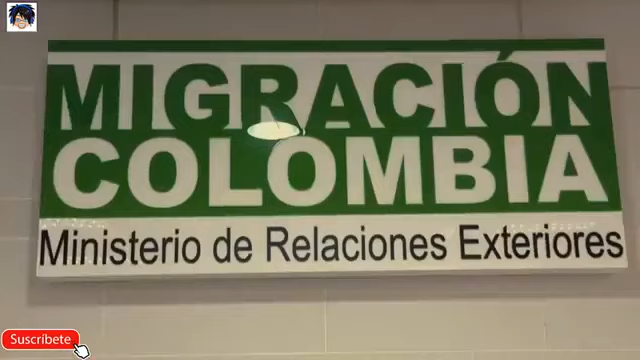 MIGRACIÓN
COLOMBIA
Ministerio de Relaciones Exteriores
Suscríbete